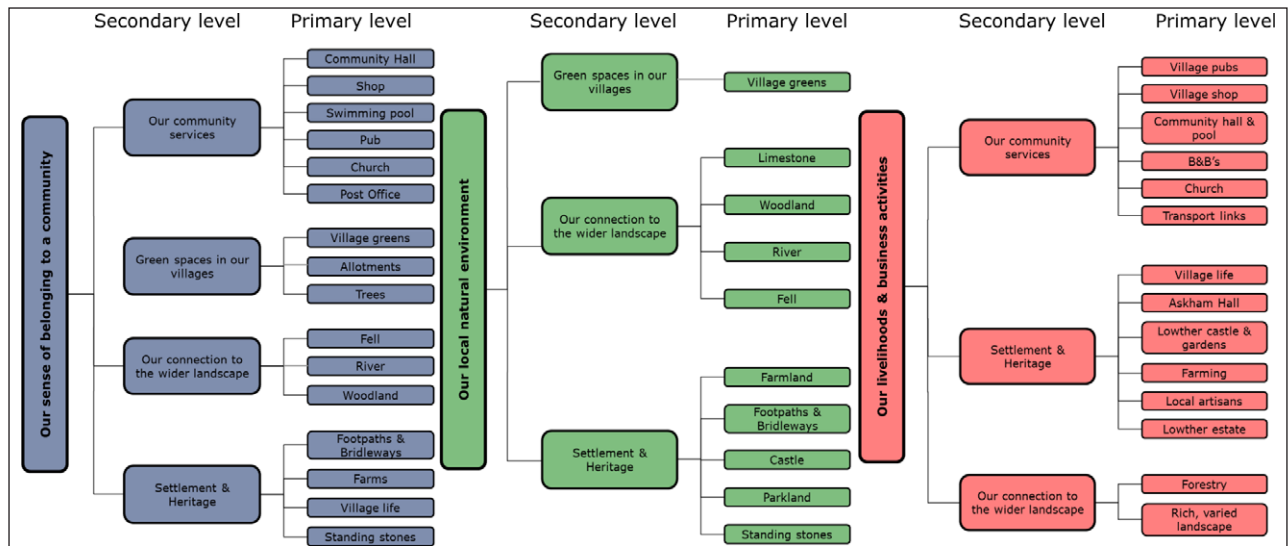 Secondary level
Primary level
Our sense of belonging to a community
Our community
services
Community Hall
Shop
Swimming pool
Pub
Church
Post Office
Green spaces in our
villages
Village greens
Allotments
Trees
Our connection to
the wider landscape
Fell
River
Woodland
Settlement &
Heritage
Footpaths &
Bridleways
Farms
Village life
Standing stones
Secondary level
Primary level
Our local natural environment
Green spaces in our
villages
Village greens
Our connection to
the wider landscape
Limestone
Woodland
River
Fell
Settlement &
Heritage
Farmland
Footpaths &
Bridleways
Castle
Parkland
Standing stones
Secondary level
Primary level
Our livelihoods & business activities
Our community
services
Village pubs
Village shop
Community hall &
pool
B&B's
Church
Transport links
Settlement &
Heritage
Village life
Askham Hall
Lowther castle &
gardens
Farming
Local artisans
Lowther estate
Our connection to
the wider landscape
Forestry
Rich, varied
landscape